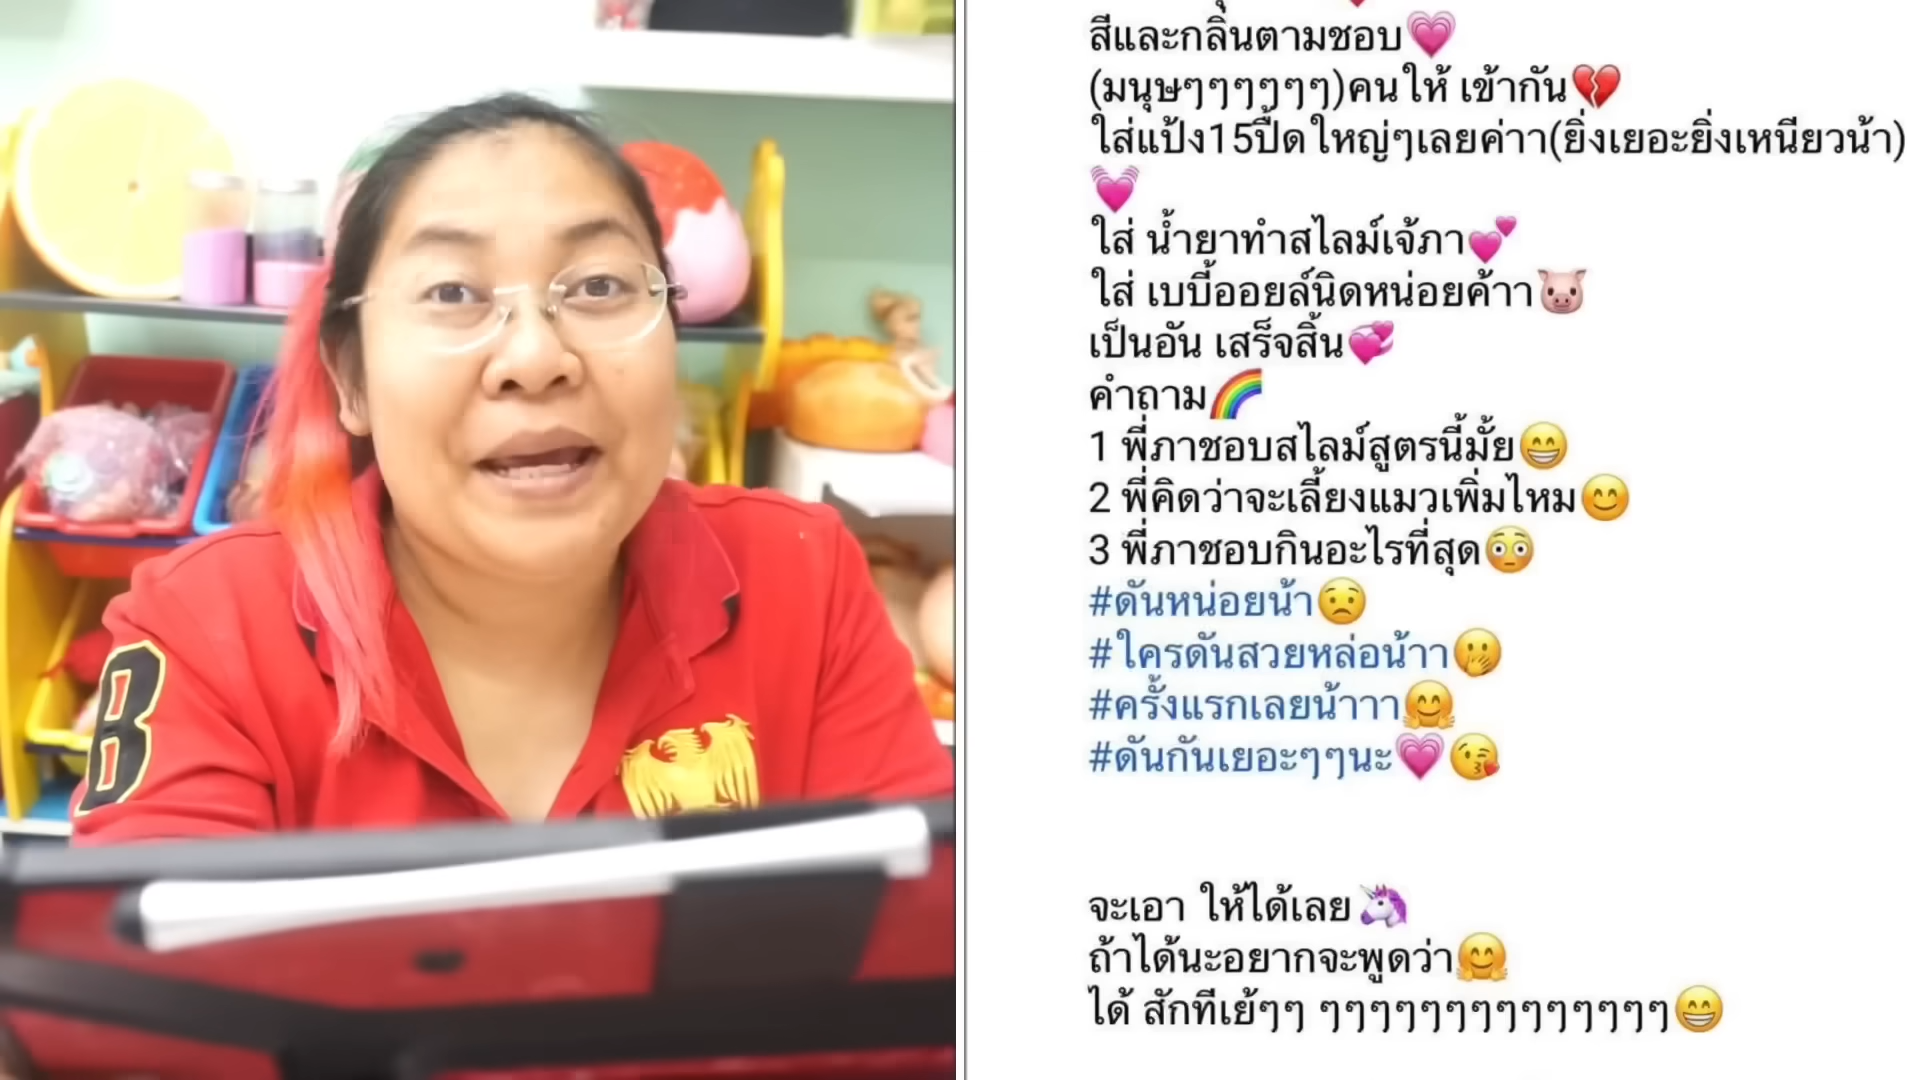 สีและกลิ่นตามชอบ💗
(มนุษๆๆๆๆๆๆ)คนให้ เข้ากัน💔
ใส่แป้ง15ปื้ดใหญ่ๆเลยค่าา(ยิ่งเยอะยิ่งเหนียวน้า)
💓
ใส่ น้ำยาทำสไลม์เจ้ภา💕
ใส่ เบบี้ออยล์นิดหน่อยค้าา🐷
เป็นอัน เสร็จสิ้น💞
คำถาม🌈
1 พี่ภาชอบสไลม์สูตรนี้มั้ย😁
2 พี่คิดว่าจะเลี้ยงแมวเพิ่มไหม😊
3 พี่ภาชอบกินอะไรที่สุด😳
#ดันหน่อยน้า😟
#ใครดันสวยหล่อน้าา🤭
#ครั้งแรกเลยน้าาา🤗
#ดันกันเยอะๆๆนะ💗😘
จะเอา ให้ได้เลย🦄
ถ้าได้นะอยากจะพูดว่า🤗
ได้ สักทีเย้ๆๆ ๆๆๆๆๆๆๆๆๆๆๆๆๆๆ😁
B